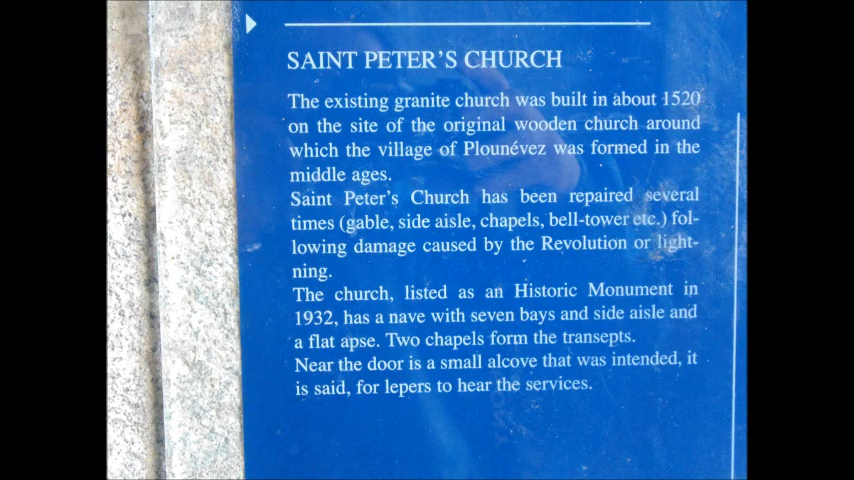 SAINT PETER'S CHURCH
The existing granite church was built in about 1520
on the site of the original wooden church around
which the village of Plounévez was formed in the
middle ages.
Saint Peter's Church has been repaired several
times (gable, side aisle, chapels, bell-tower etc.) fol-
lowing damage caused by the Revolution or light-
ning.
The church, listed as an Historic Monument in
1932, has a nave with seven bays and side aisle and
a flat apse. Two chapels form the transepts.
Near the door is a small alcove that was intended, it
is said, for lepers to hear the services.